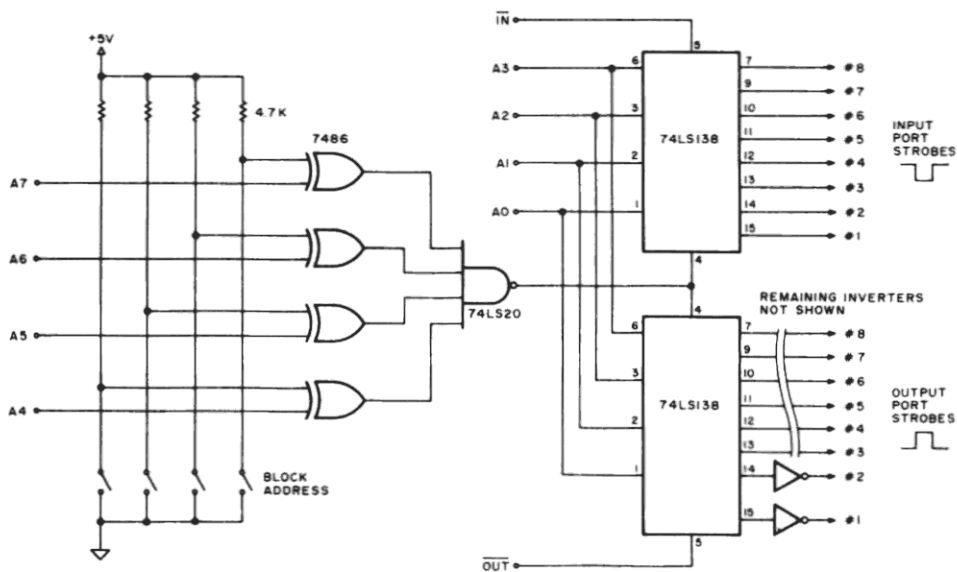 +5V
4.7K
7486
A7
A6
A5
A4
74LS20
BLOCK
ADDRESS
IN
A3
A2
A1
A0
5
6
3
2
1
4
74LS138
7
9
10
11
12
13
14
15
#8
#7
#6
#5
#4
#3
#2
#1
INPUT
PORT
STROBES
REMAINING INVERTERS
NOT SHOWN
4
6
3
2
1
5
74LS138
7
9
10
11
12
13
14
15
#8
#7
#6
#5
#4
#3
#2
#1
OUTPUT
PORT
STROBES
OUT